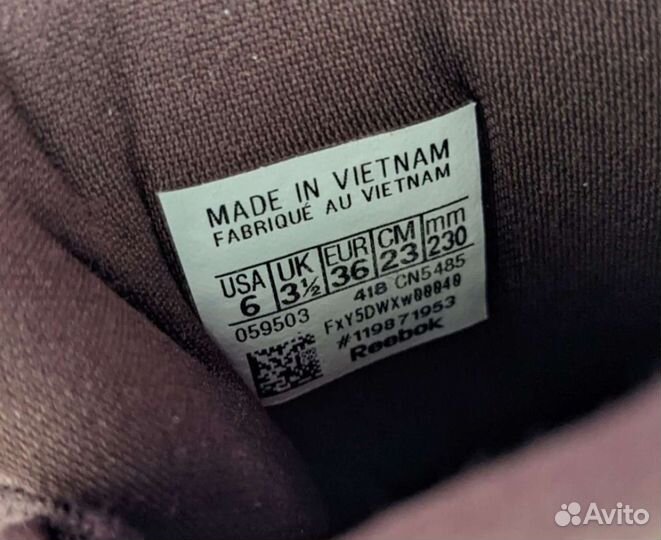 MADE IN VIETNAM
FABRIQUÉ AU VIETNAM
USA UK EUR CM mm
6 3½ 36 23 230
059503 418 CN5485
FxY5DWXw00040
#119871953
Reebok
Avito